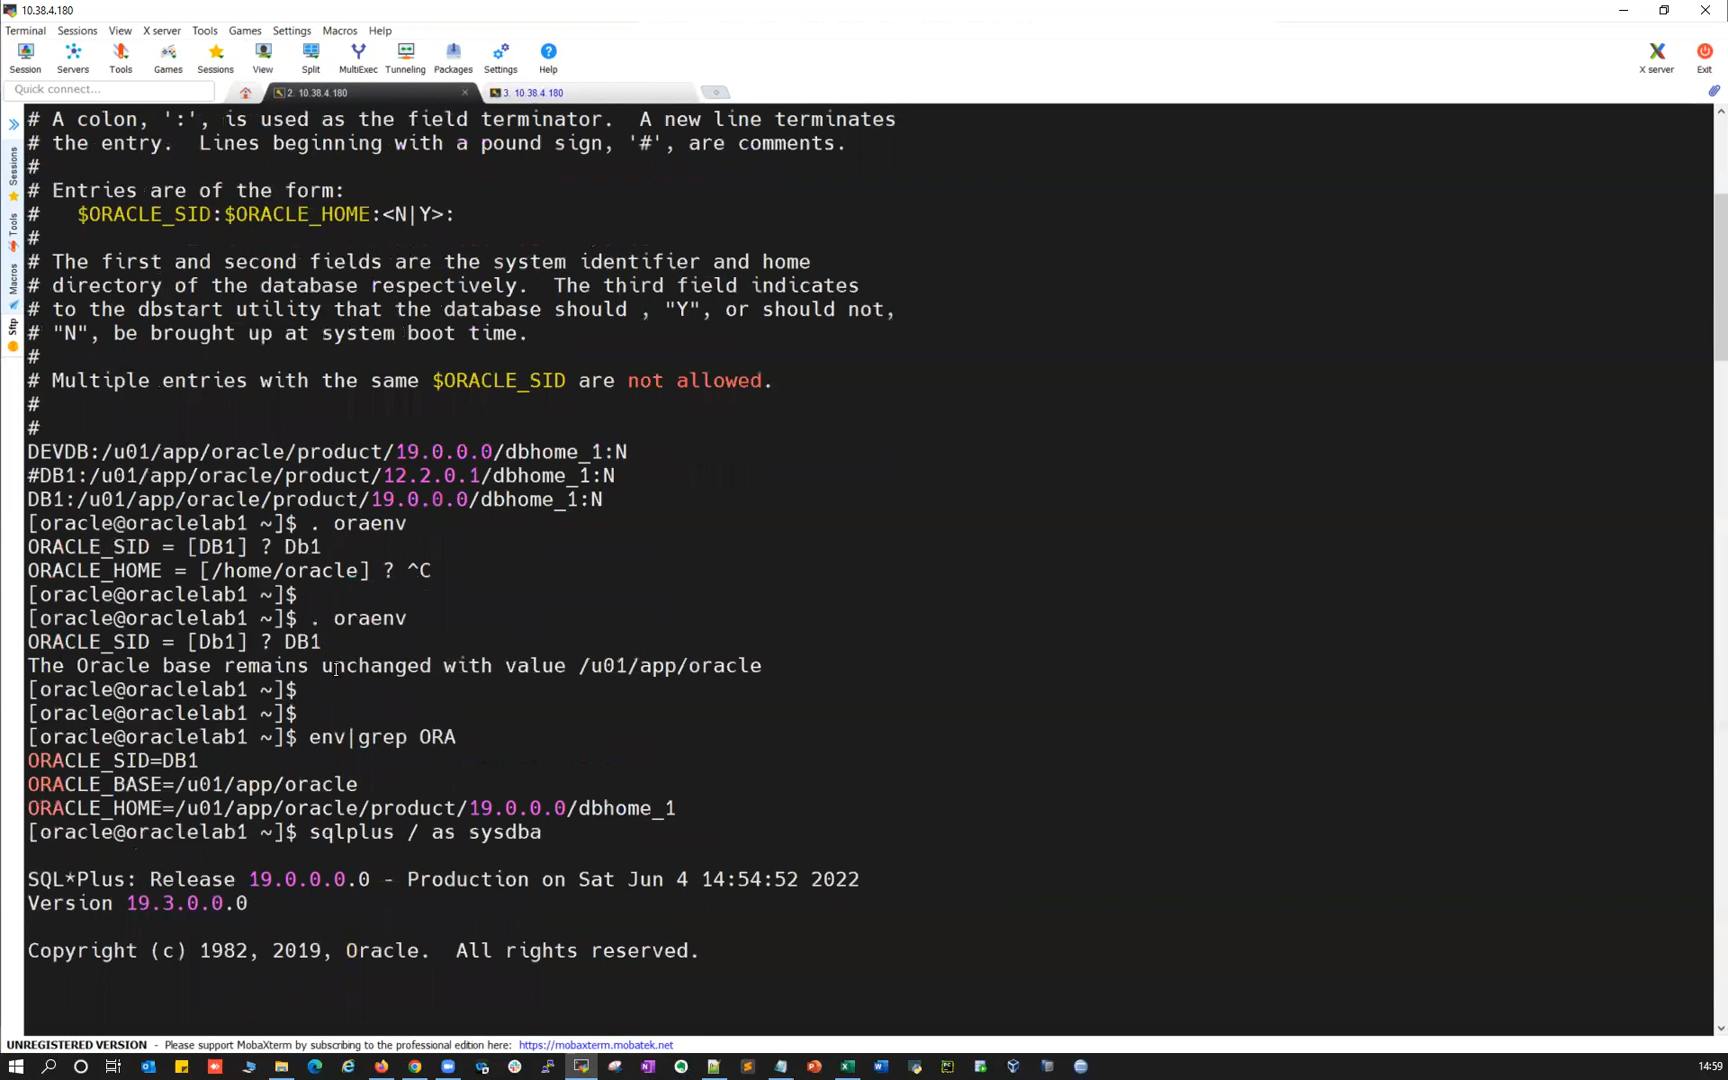 10.38.4.180
Terminal Sessions View X server Tools Games Settings Macros Help
Session Servers Tools Games Sessions View Split MultiExec Tunneling Packages Settings Help X server Exit
Quick connect... 2. 10.38.4.180 3. 10.38.4.180
Sessions
Tools
Macros
Sftp
# A colon, ':', is used as the field terminator.  A new line terminates
# the entry.  Lines beginning with a pound sign, '#', are comments.
#
# Entries are of the form:
#   $ORACLE_SID:$ORACLE_HOME:<N|Y>:
#
# The first and second fields are the system identifier and home
# directory of the database respectively.  The third field indicates
# to the dbstart utility that the database should , "Y", or should not,
# "N", be brought up at system boot time.
#
# Multiple entries with the same $ORACLE_SID are not allowed.
#
#
DEVDB:/u01/app/oracle/product/19.0.0.0/dbhome_1:N
#DB1:/u01/app/oracle/product/12.2.0.1/dbhome_1:N
DB1:/u01/app/oracle/product/19.0.0.0/dbhome_1:N
[oracle@oraclelab1 ~]$ . oraenv
ORACLE_SID = [DB1] ? Db1
ORACLE_HOME = [/home/oracle] ? ^C
[oracle@oraclelab1 ~]$
[oracle@oraclelab1 ~]$ . oraenv
ORACLE_SID = [Db1] ? DB1
The Oracle base remains unchanged with value /u01/app/oracle
[oracle@oraclelab1 ~]$
[oracle@oraclelab1 ~]$
[oracle@oraclelab1 ~]$ env|grep ORA
ORACLE_SID=DB1
ORACLE_BASE=/u01/app/oracle
ORACLE_HOME=/u01/app/oracle/product/19.0.0.0/dbhome_1
[oracle@oraclelab1 ~]$ sqlplus / as sysdba
SQL*Plus: Release 19.0.0.0.0 - Production on Sat Jun 4 14:54:52 2022
Version 19.3.0.0.0
Copyright (c) 1982, 2019, Oracle.  All rights reserved.
UNREGISTERED VERSION - Please support MobaXterm by subscribing to the professional edition here: https://mobaxterm.mobatek.net
14:59